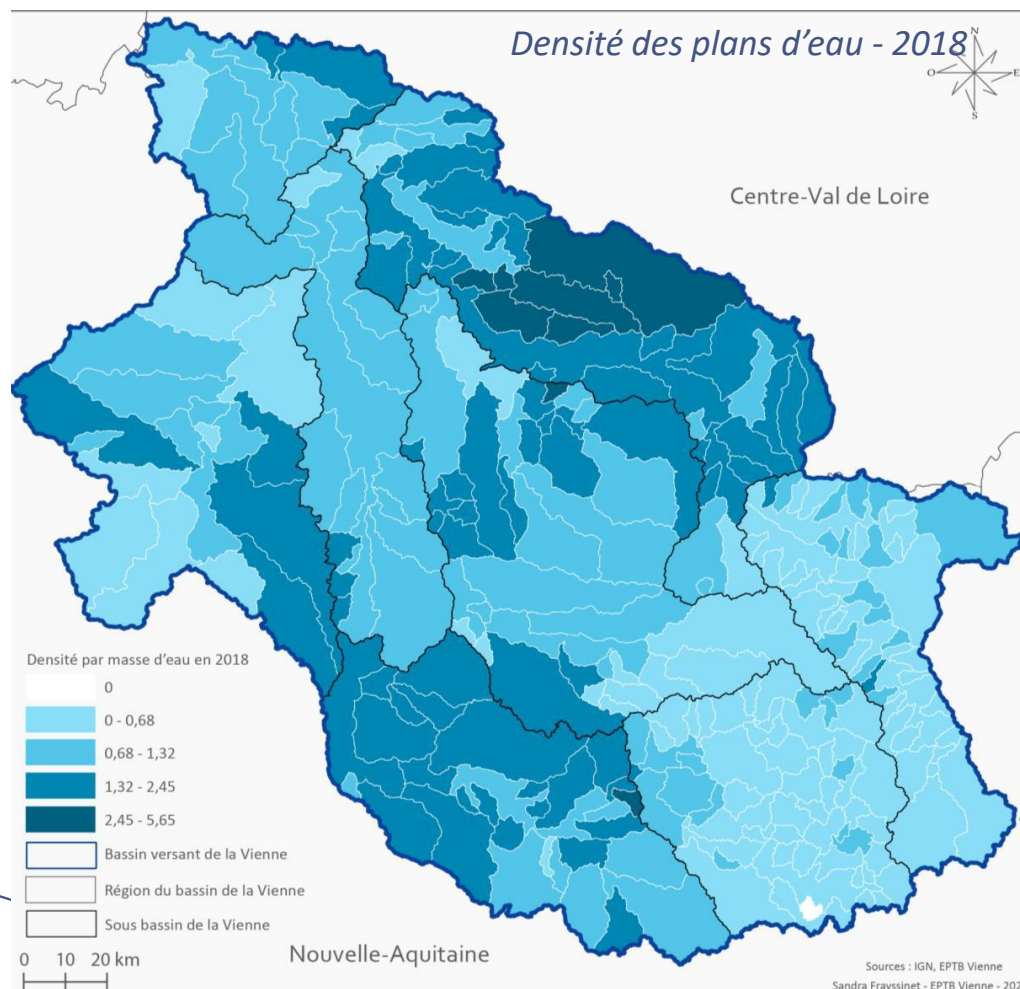 Densité des plans d'eau - 2018
N
O
E
S
Centre-Val de Loire
Densité par masse d'eau en 2018
0
0 - 0,68
0,68 - 1,32
1,32 - 2,45
2,45 - 5,65
Bassin versant de la Vienne
Région du bassin de la Vienne
Sous bassin de la Vienne
0 10 20 km
Nouvelle-Aquitaine
Sources : IGN, EPTB Vienne
Sandra Frayssinet - EPTB Vienne - 202